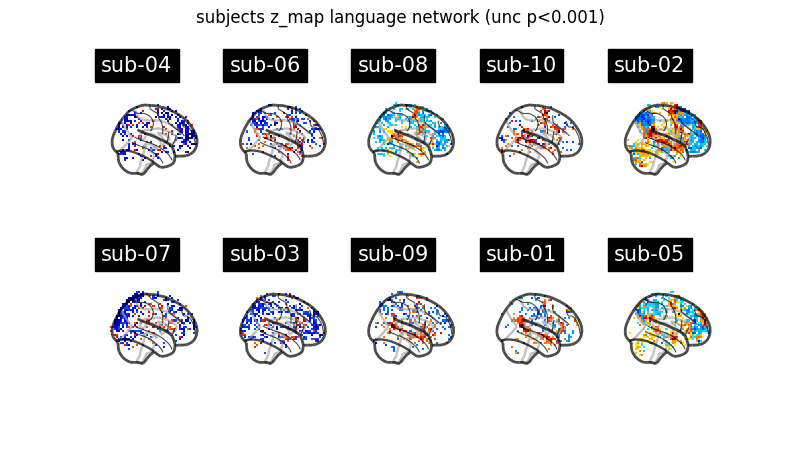 subjects z_map language network (unc p<0.001)
sub-04 sub-06 sub-08 sub-10 sub-02
sub-07 sub-03 sub-09 sub-01 sub-05